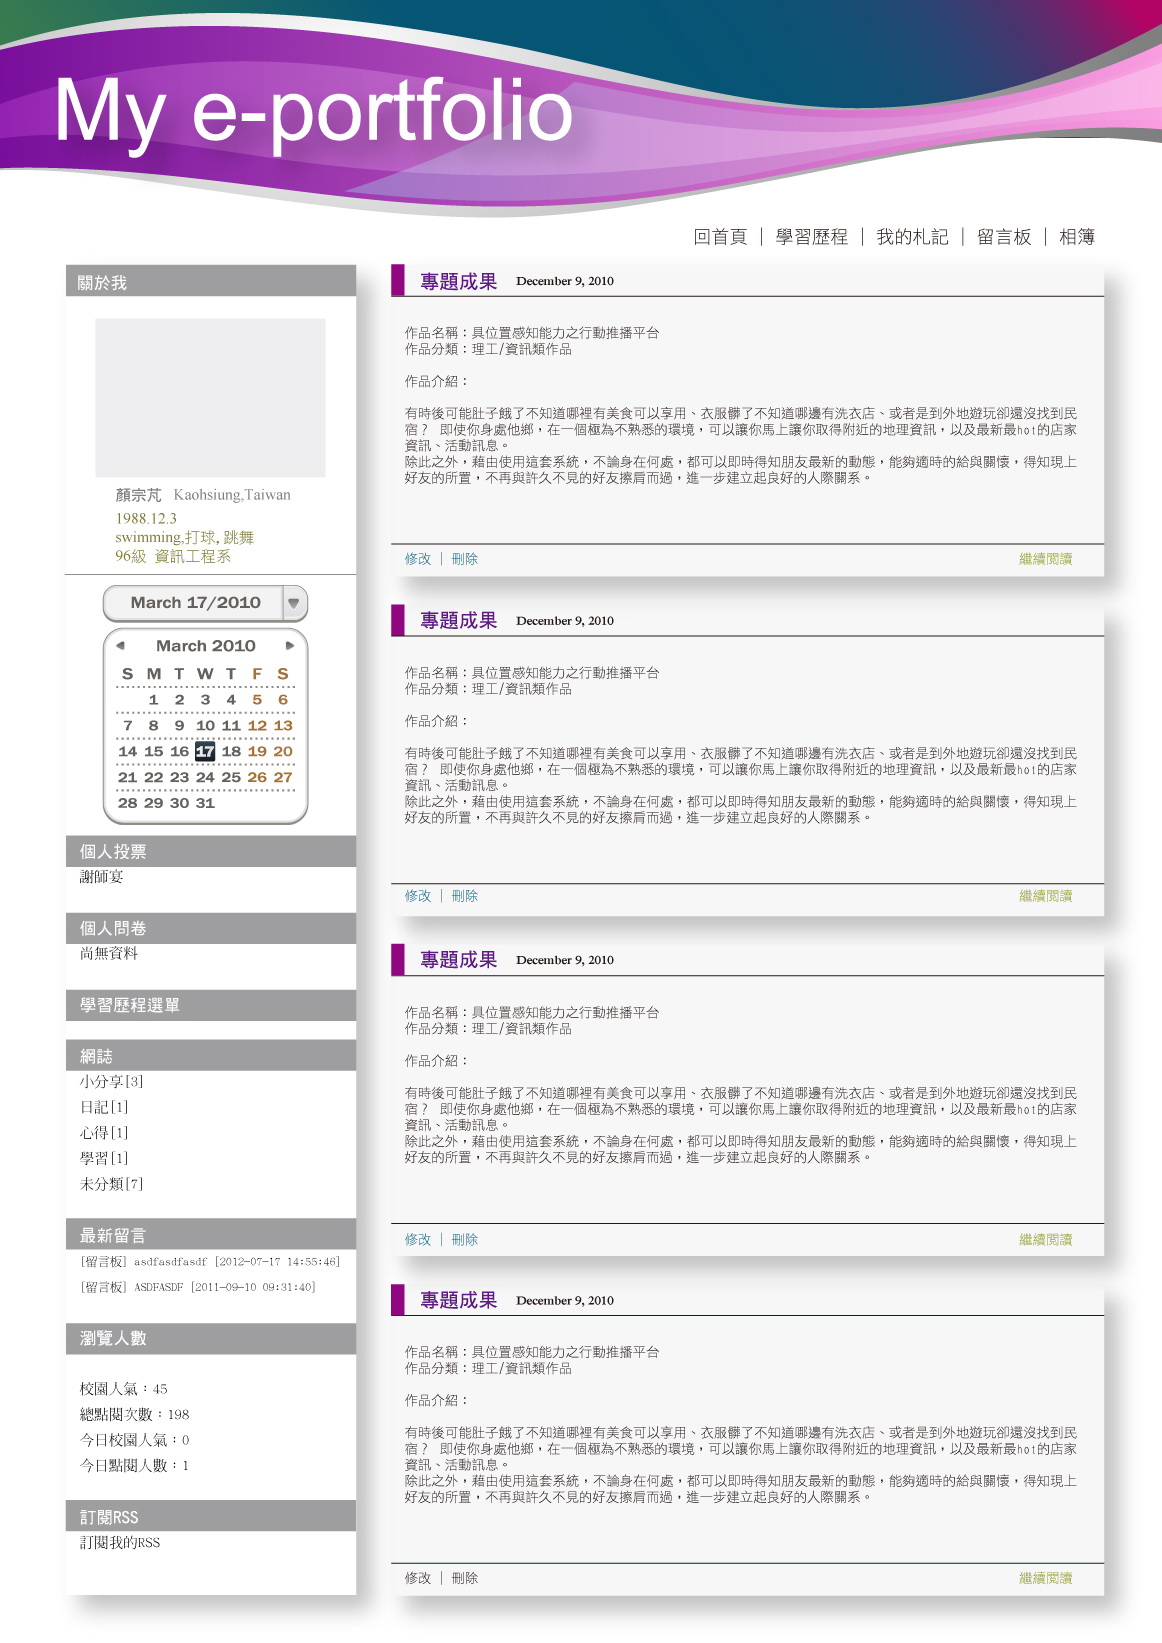 My e-portfolio
回首頁 | 學習歷程 | 我的札記 | 留言板 | 相簿
關於我
顏宗芃 Kaohsiung,Taiwan
1988.12.3
swimming,打球, 跳舞
96級 資訊工程系
March 17/2010
March 2010
S M T W T F S
1 2 3 4 5 6
7 8 9 10 11 12 13
14 15 16 17 18 19 20
21 22 23 24 25 26 27
28 29 30 31
個人投票
謝師宴
個人問卷
尚無資料
學習歷程選單
網誌
小分享[3]
日記[1]
心得[1]
學習[1]
未分類[7]
最新留言
[留言板] asdfasdfasdf [2012-07-17 14:55:46]
[留言板] ASDFASDF [2011-09-10 09:31:40]
瀏覽人數
校園人氣：45
總點閱次數：198
今日校園人氣：0
今日點閱人數：1
訂閱RSS
訂閱我的RSS
專題成果 December 9, 2010
作品名稱：具位置感知能力之行動推播平台
作品分類：理工/資訊類作品
作品介紹：
有時後可能肚子餓了不知道哪裡有美食可以享用、衣服髒了不知道哪邊有洗衣店、或者是到外地遊玩卻還沒找到民
宿？ 即使你身處他鄉，在一個極為不熟悉的環境，可以讓你馬上讓你取得附近的地理資訊，以及最新最hot的店家
資訊、活動訊息。
除此之外，藉由使用這套系統，不論身在何處，都可以即時得知朋友最新的動態，能夠適時的給與關懷，得知現上
好友的所置，不再與許久不見的好友擦肩而過，進一步建立起良好的人際關系。
修改 | 刪除 繼續閱讀
專題成果 December 9, 2010
作品名稱：具位置感知能力之行動推播平台
作品分類：理工/資訊類作品
作品介紹：
有時後可能肚子餓了不知道哪裡有美食可以享用、衣服髒了不知道哪邊有洗衣店、或者是到外地遊玩卻還沒找到民
宿？ 即使你身處他鄉，在一個極為不熟悉的環境，可以讓你馬上讓你取得附近的地理資訊，以及最新最hot的店家
資訊、活動訊息。
除此之外，藉由使用這套系統，不論身在何處，都可以即時得知朋友最新的動態，能夠適時的給與關懷，得知現上
好友的所置，不再與許久不見的好友擦肩而過，進一步建立起良好的人際關系。
修改 | 刪除 繼續閱讀
專題成果 December 9, 2010
作品名稱：具位置感知能力之行動推播平台
作品分類：理工/資訊類作品
作品介紹：
有時後可能肚子餓了不知道哪裡有美食可以享用、衣服髒了不知道哪邊有洗衣店、或者是到外地遊玩卻還沒找到民
宿？ 即使你身處他鄉，在一個極為不熟悉的環境，可以讓你馬上讓你取得附近的地理資訊，以及最新最hot的店家
資訊、活動訊息。
除此之外，藉由使用這套系統，不論身在何處，都可以即時得知朋友最新的動態，能夠適時的給與關懷，得知現上
好友的所置，不再與許久不見的好友擦肩而過，進一步建立起良好的人際關系。
修改 | 刪除 繼續閱讀
專題成果 December 9, 2010
作品名稱：具位置感知能力之行動推播平台
作品分類：理工/資訊類作品
作品介紹：
有時後可能肚子餓了不知道哪裡有美食可以享用、衣服髒了不知道哪邊有洗衣店、或者是到外地遊玩卻還沒找到民
宿？ 即使你身處他鄉，在一個極為不熟悉的環境，可以讓你馬上讓你取得附近的地理資訊，以及最新最hot的店家
資訊、活動訊息。
除此之外，藉由使用這套系統，不論身在何處，都可以即時得知朋友最新的動態，能夠適時的給與關懷，得知現上
好友的所置，不再與許久不見的好友擦肩而過，進一步建立起良好的人際關系。
修改 | 刪除 繼續閱讀